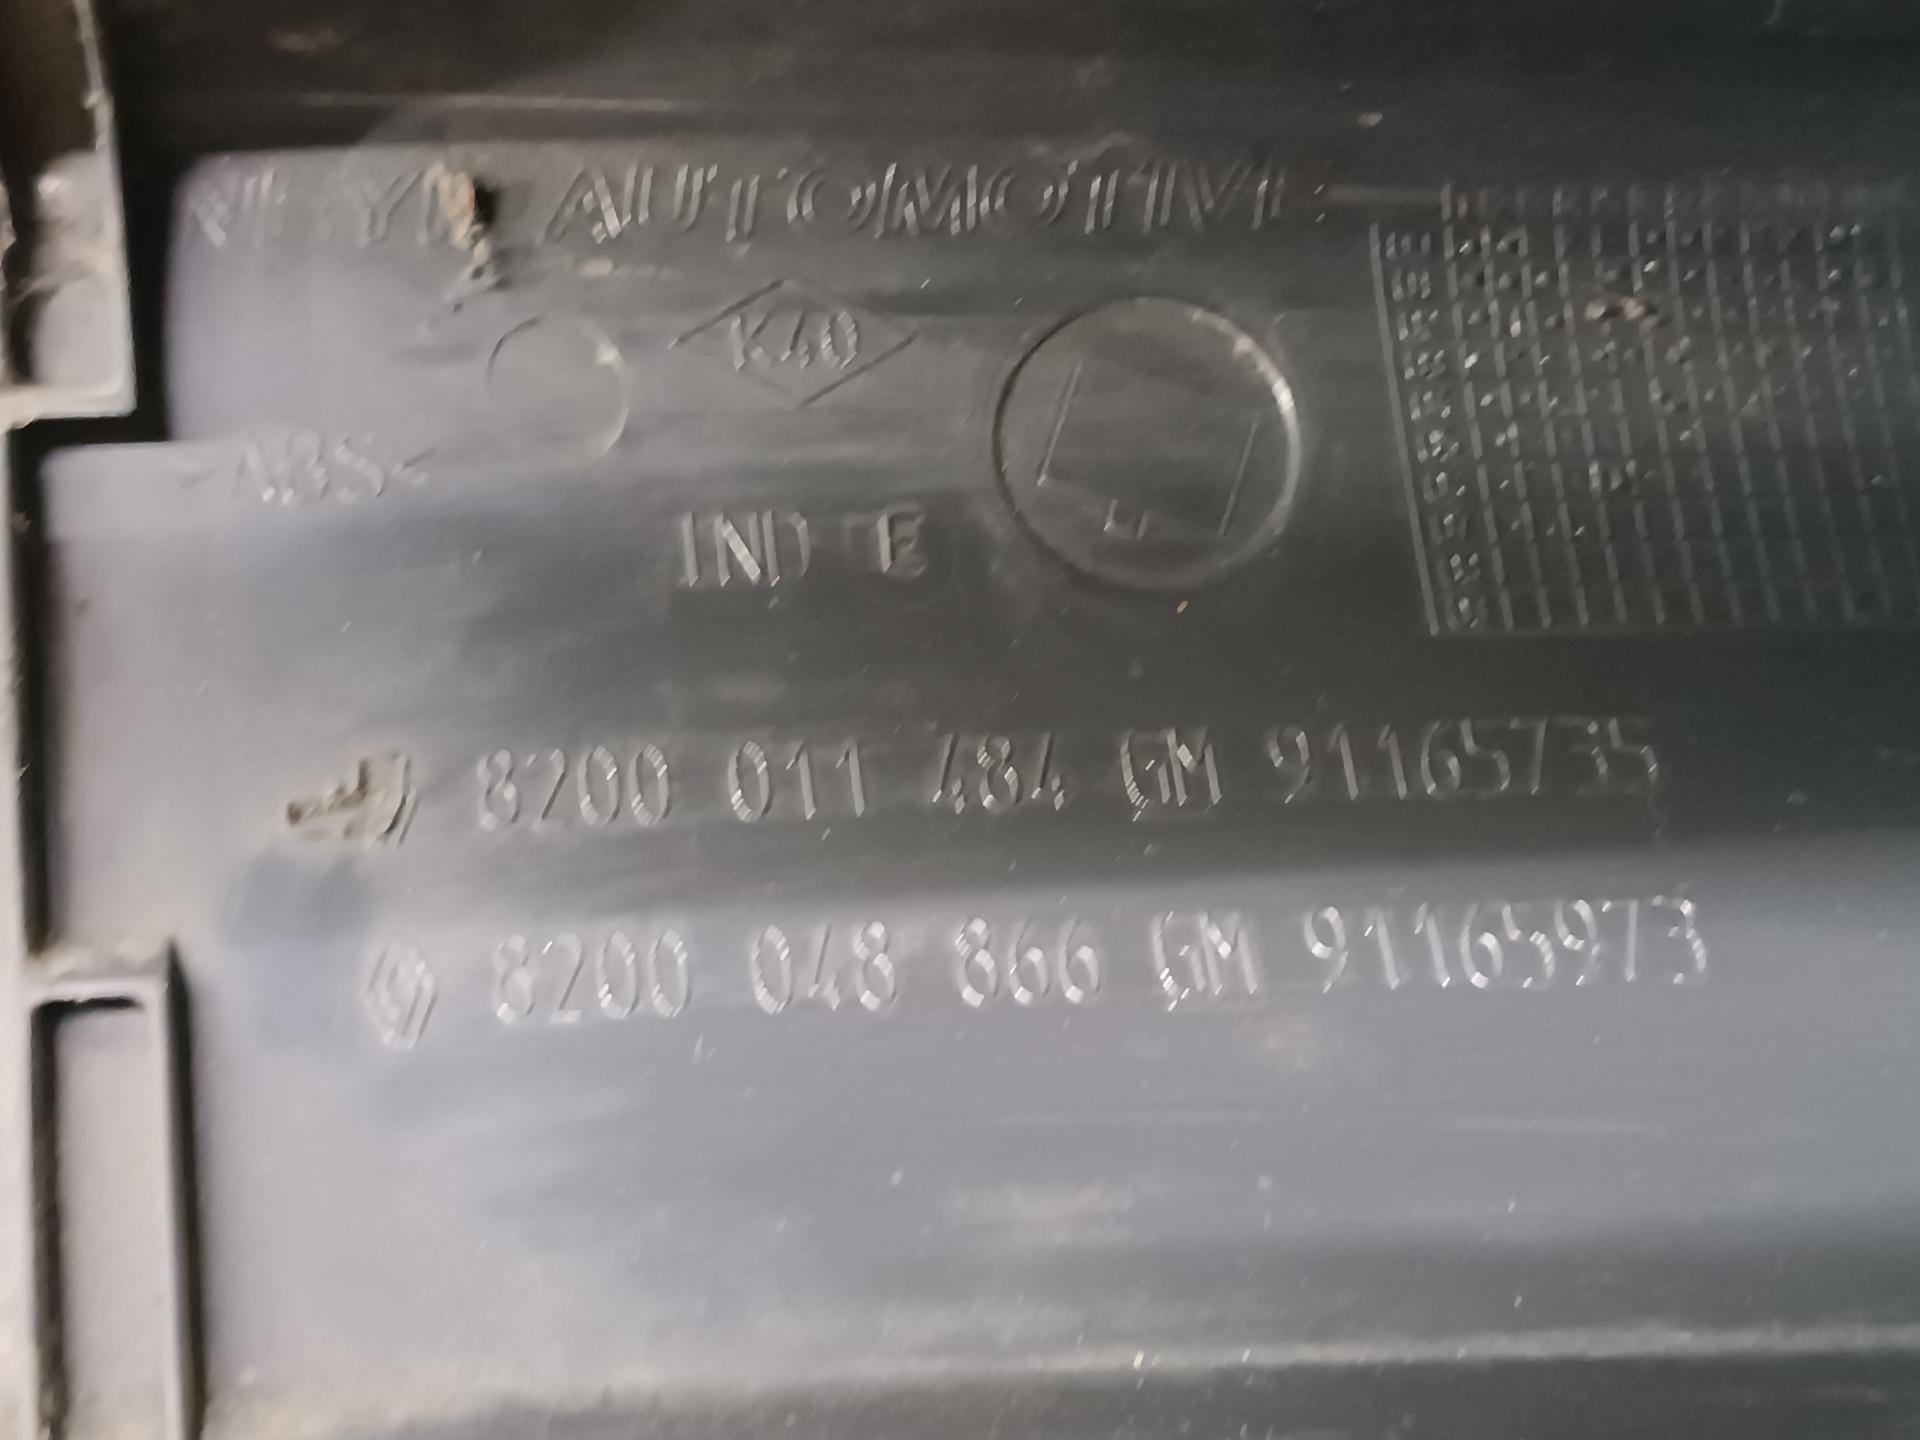 AUTOMOTIVE
K40
>ABS<
IND E
8200 011 484 GM 91165735
8200 048 866 GM 91165973